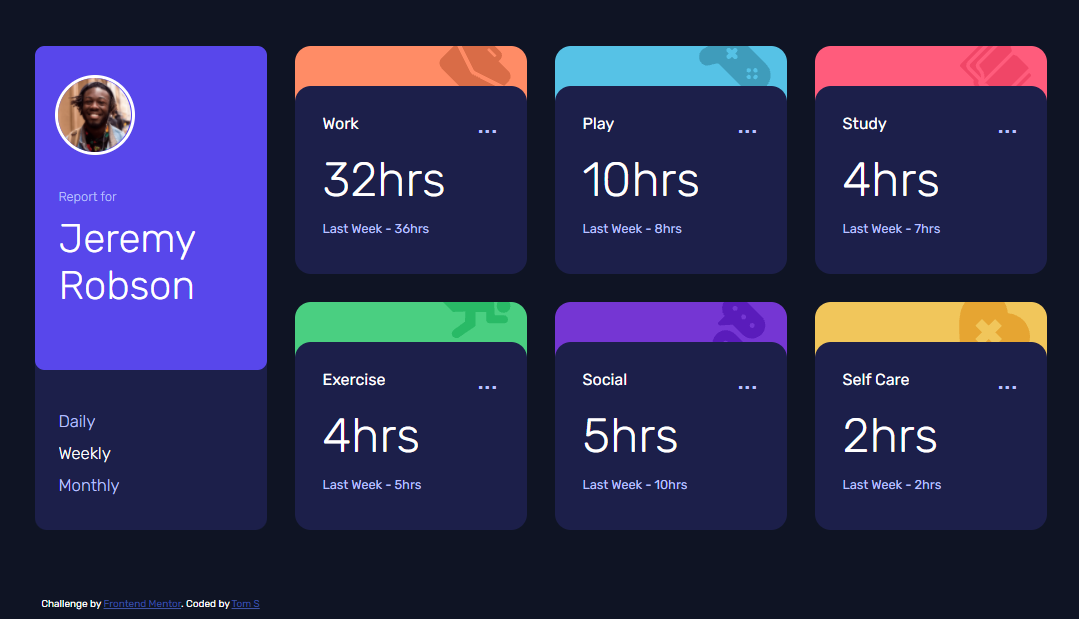 Report for
Jeremy
Robson
Daily
Weekly
Monthly
Work
...
32hrs
Last Week - 36hrs
Play
...
10hrs
Last Week - 8hrs
Study
...
4hrs
Last Week - 7hrs
Exercise
...
4hrs
Last Week - 5hrs
Social
...
5hrs
Last Week - 10hrs
Self Care
...
2hrs
Last Week - 2hrs
Challenge by Frontend Mentor. Coded by Tom S